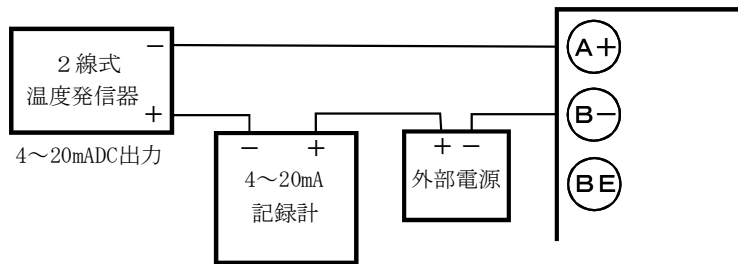 －
２線式
温度発信器
＋
4～20mADC出力
－ ＋
4～20mA
記録計
＋－
外部電源
A＋
B－
BE